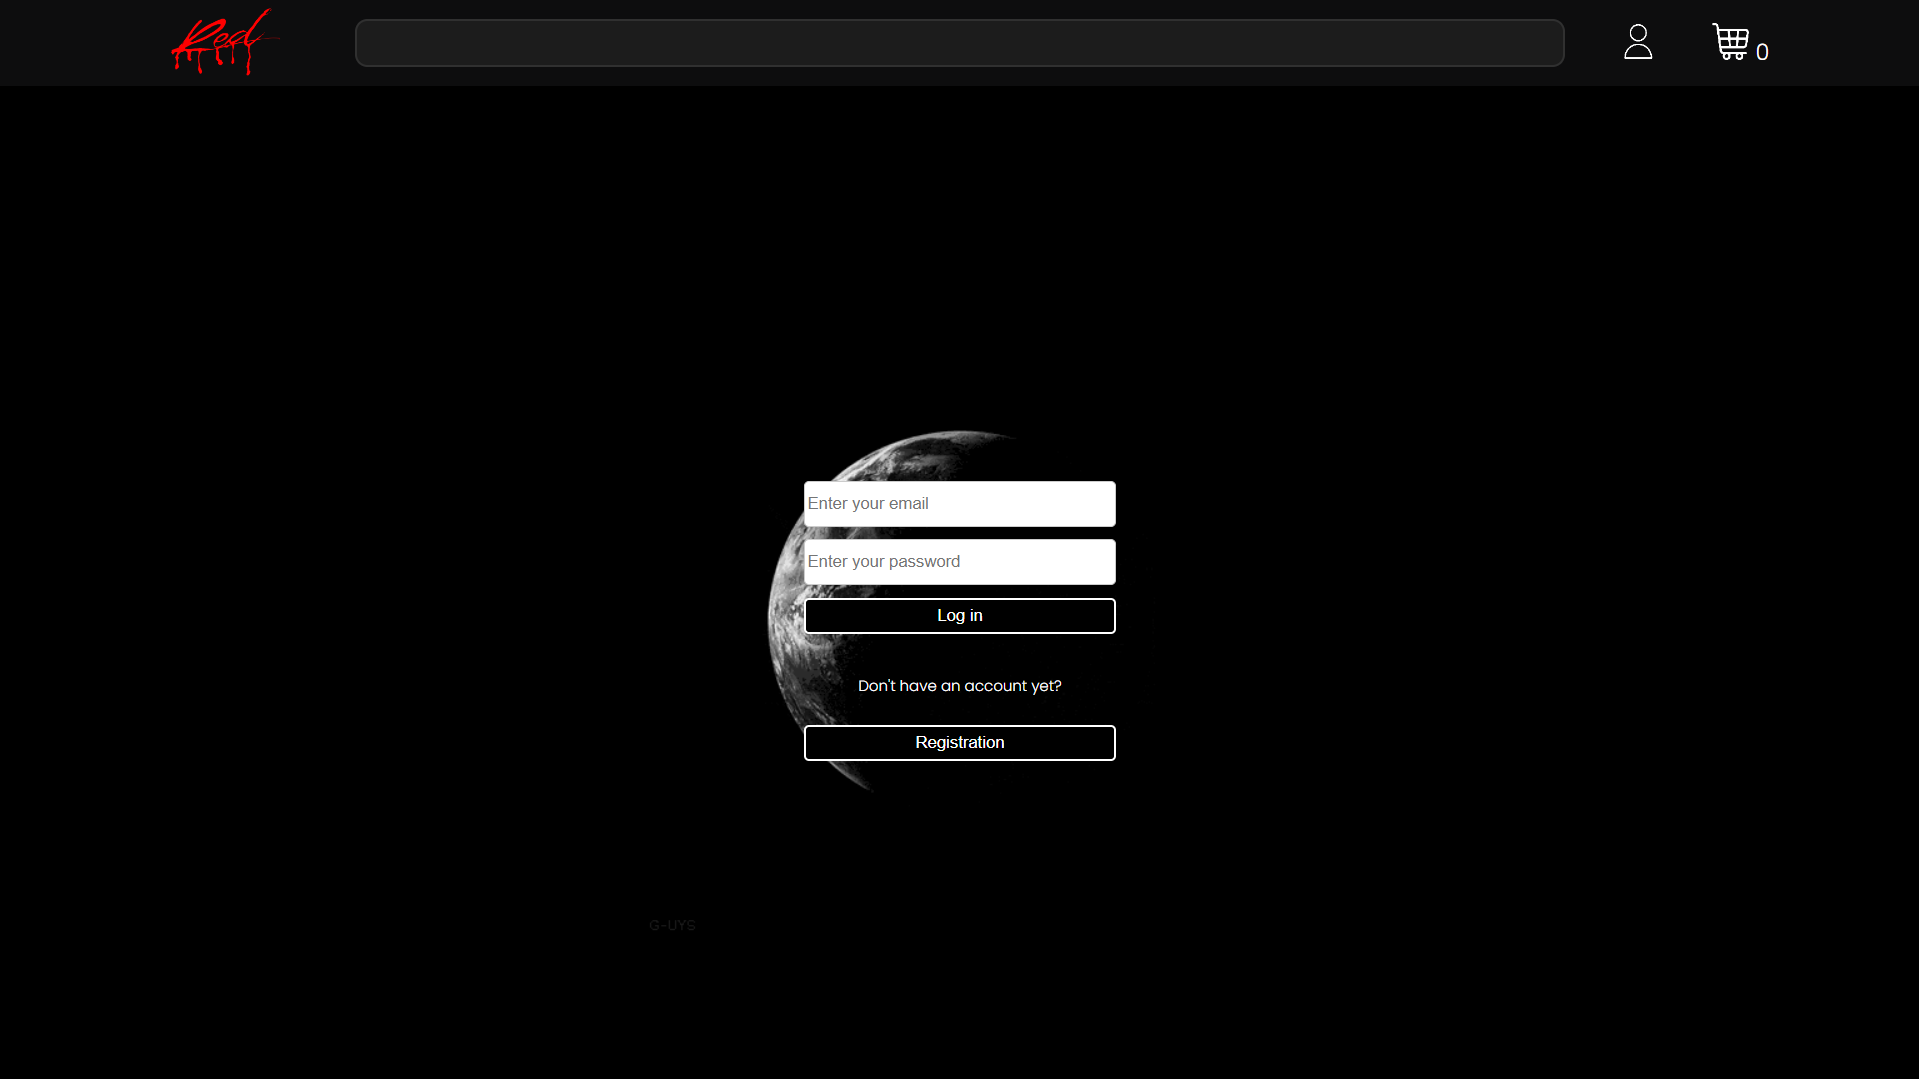 Red
0
Enter your email
Enter your password
Log in
Don't have an account yet?
Registration
G-UYS